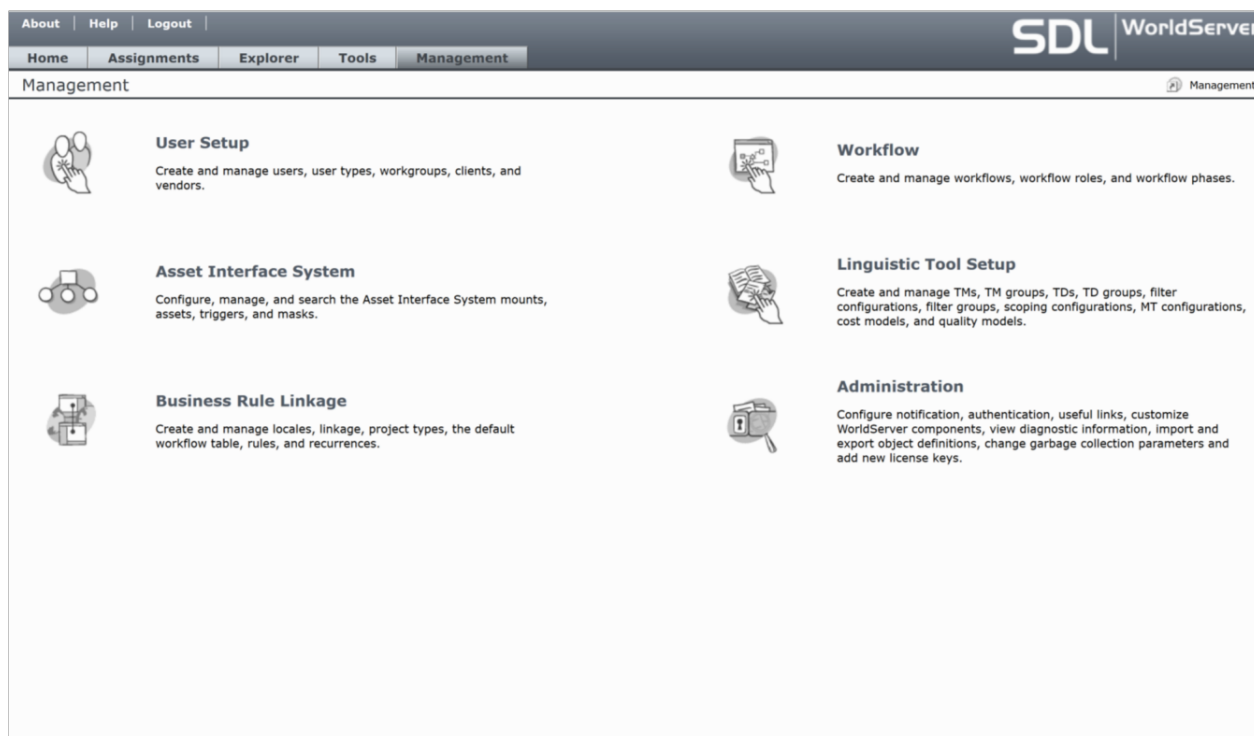 About | Help | Logout |
SDL WorldServer
Home Assignments Explorer Tools Management
Management
Management
User Setup
Create and manage users, user types, workgroups, clients, and
vendors.
Workflow
Create and manage workflows, workflow roles, and workflow phases.
Asset Interface System
Configure, manage, and search the Asset Interface System mounts,
assets, triggers, and masks.
Linguistic Tool Setup
Create and manage TMs, TM groups, TDs, TD groups, filter
configurations, filter groups, scoping configurations, MT configurations,
cost models, and quality models.
Business Rule Linkage
Create and manage locales, linkage, project types, the default
workflow table, rules, and recurrences.
Administration
Configure notification, authentication, useful links, customize
WorldServer components, view diagnostic information, import and
export object definitions, change garbage collection parameters and
add new license keys.